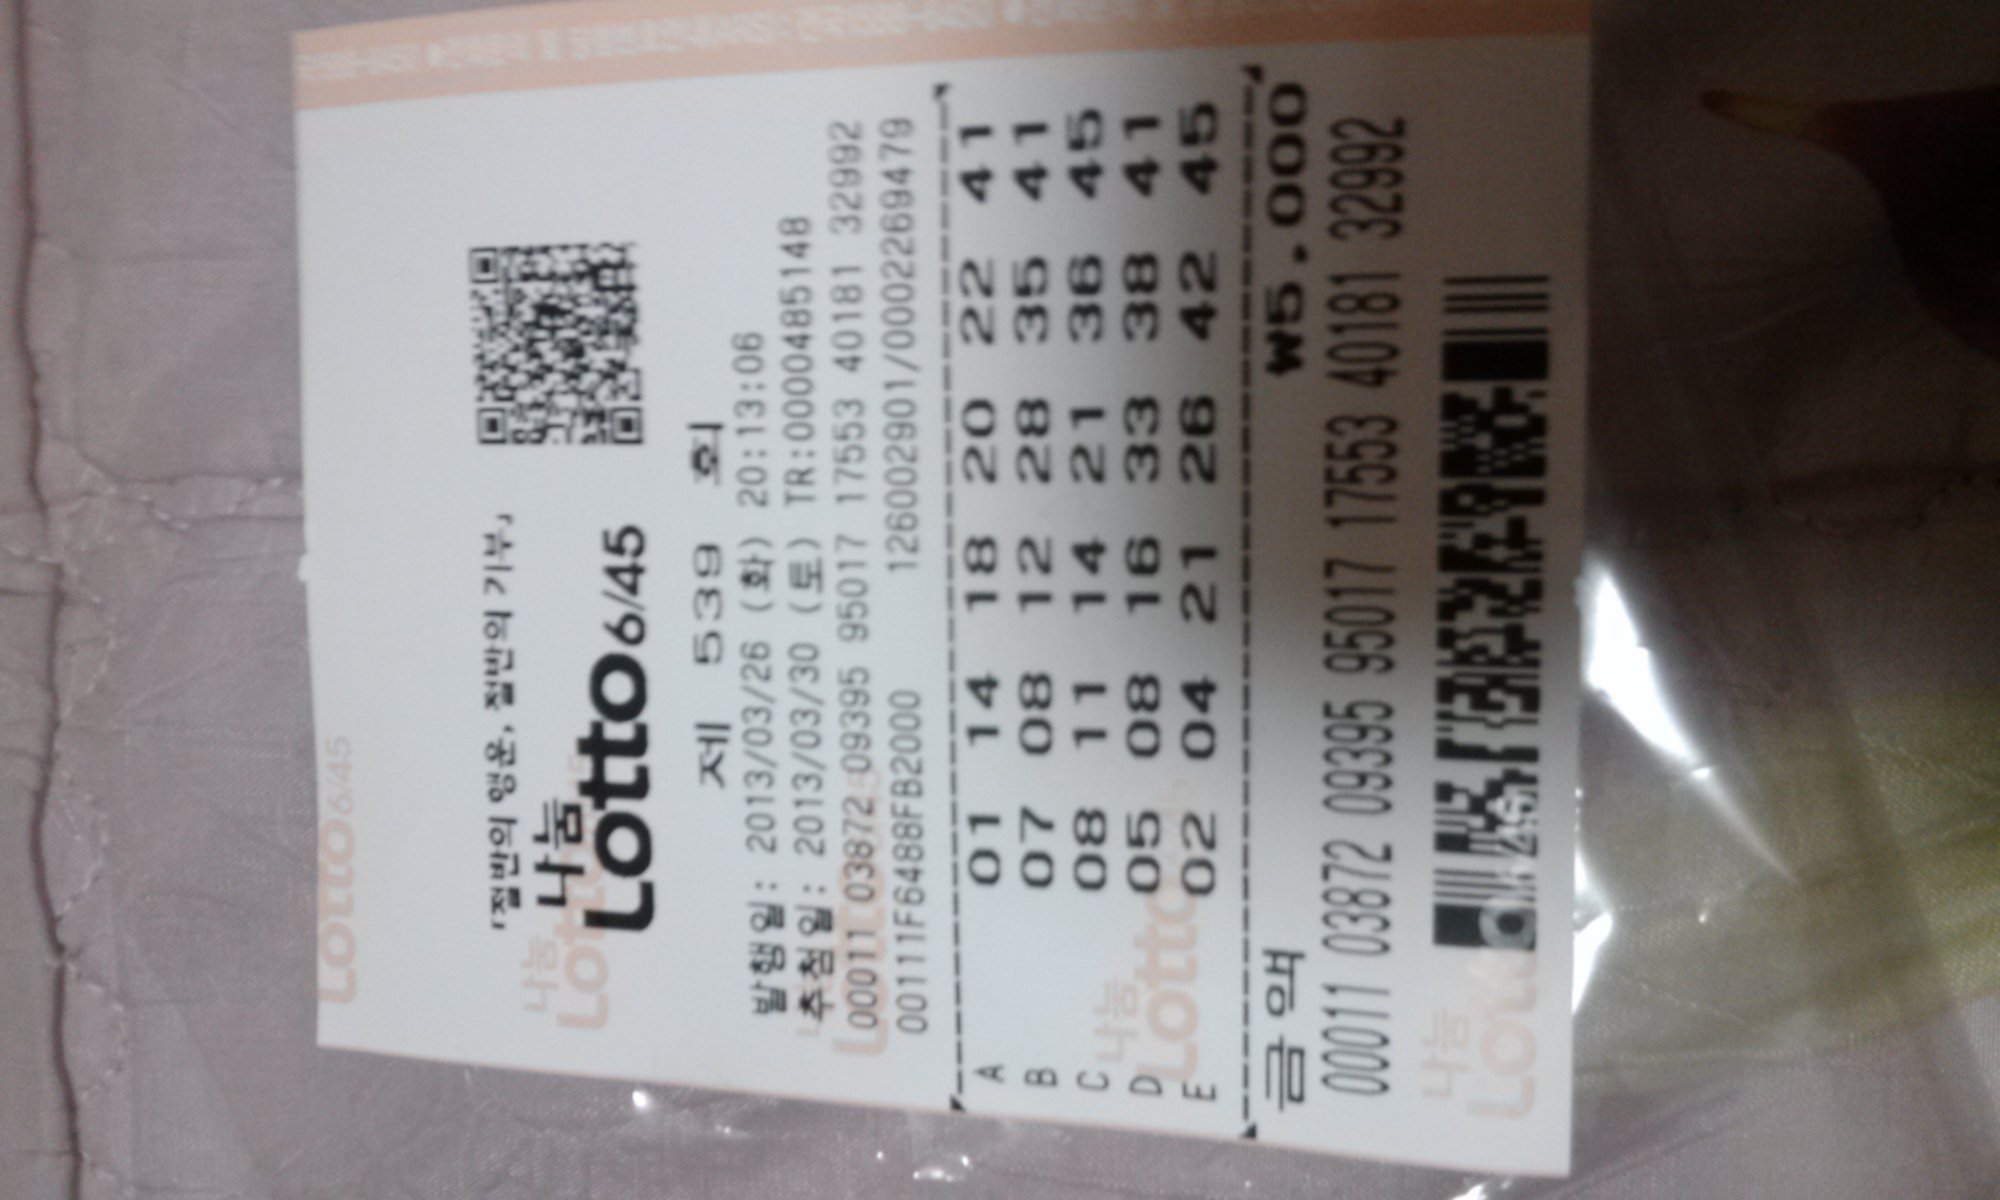 「절반의 행운, 절반의 기부」
나눔
Lotto6/45
제 539 회
발행일: 2013/03/26 (화) 20:13:06
추첨일: 2013/03/30 (토) TR:0000485148
00011 03872 09395 95017 17553 40181 32992
00111F6488FB2000 126002901/0002269479
A 01 14 18 20 22 41
B 07 08 12 28 35 41
C 08 11 14 21 36 45
D 05 08 16 33 38 41
E 02 04 21 26 42 45
금액 ₩5.000
00011 03872 09395 95017 17553 40181 32992